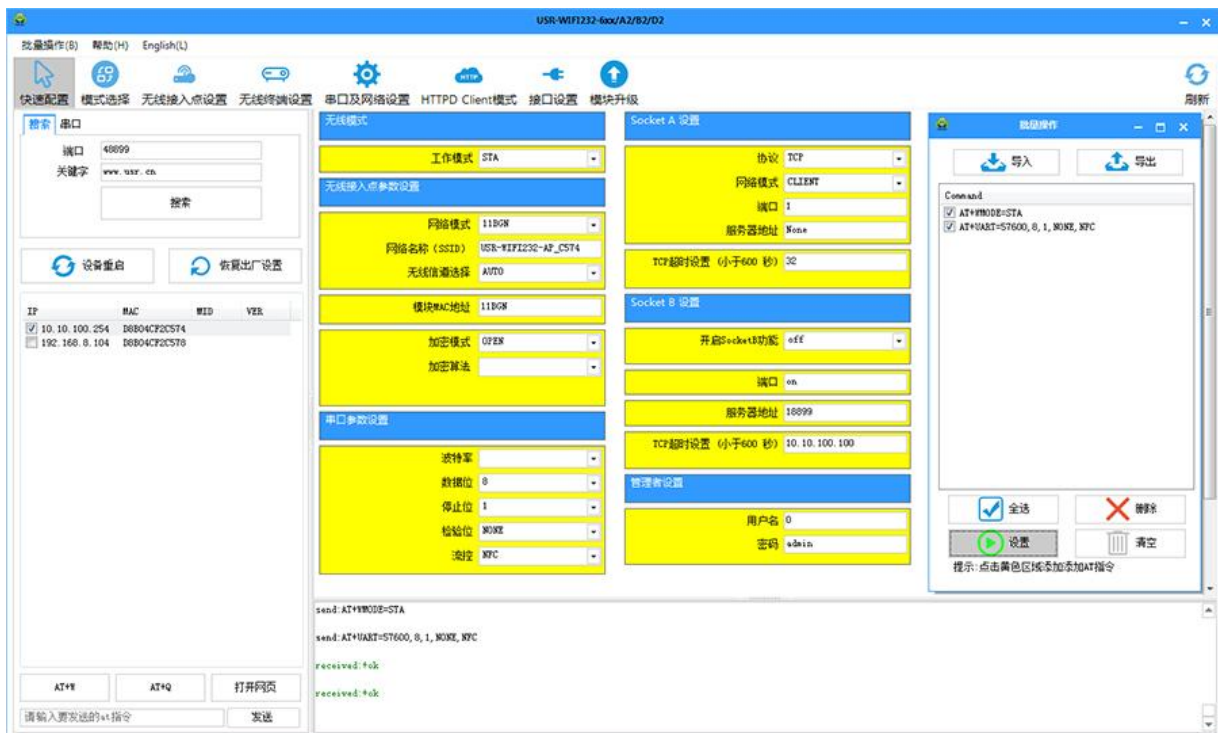 USR-WIFI232-6xx/A2/B2/D2
批量操作(B) 帮助(H) English(L)
快速配置 模式选择 无线接入点设置 无线终端设置 串口及网络设置 HTTPD Client模式 接口设置 模块升级 刷新
搜索 串口
端口 48899
关键字 www.usr.cn
搜索
设备重启 恢复出厂设置
IP MAC MID VER
10.10.100.254 D8B04CF2C574
192.168.8.104 D8B04CF2C578
AT+W AT+Q 打开网页
请输入要发送的at指令 发送
无线模式
工作模式 STA
无线接入点参数设置
网络模式 11BGN
网络名称 (SSID) USR-WIFI232-AP_C574
无线信道选择 AUTO
模块MAC地址 11BGN
加密模式 OPEN
加密算法
串口参数设置
波特率
数据位 8
停止位 1
检验位 NONE
流控 NFC
Socket A 设置
协议 TCP
网络模式 CLIENT
端口 1
服务器地址 None
TCP超时设置 (小于600 秒) 32
Socket B 设置
开启SocketB功能 off
端口 on
服务器地址 18899
TCP超时设置 (小于600 秒) 10.10.100.100
管理者设置
用户名 0
密码 admin
批量操作
导入 导出
Command
AT+WMODE=STA
AT+UART=57600,8,1,NONE,NFC
全选 删除
设置 清空
提示:点击黄色区域添加添加AT指令
send:AT+WMODE=STA
send:AT+UART=57600,8,1,NONE,NFC
received:+ok
received:+ok